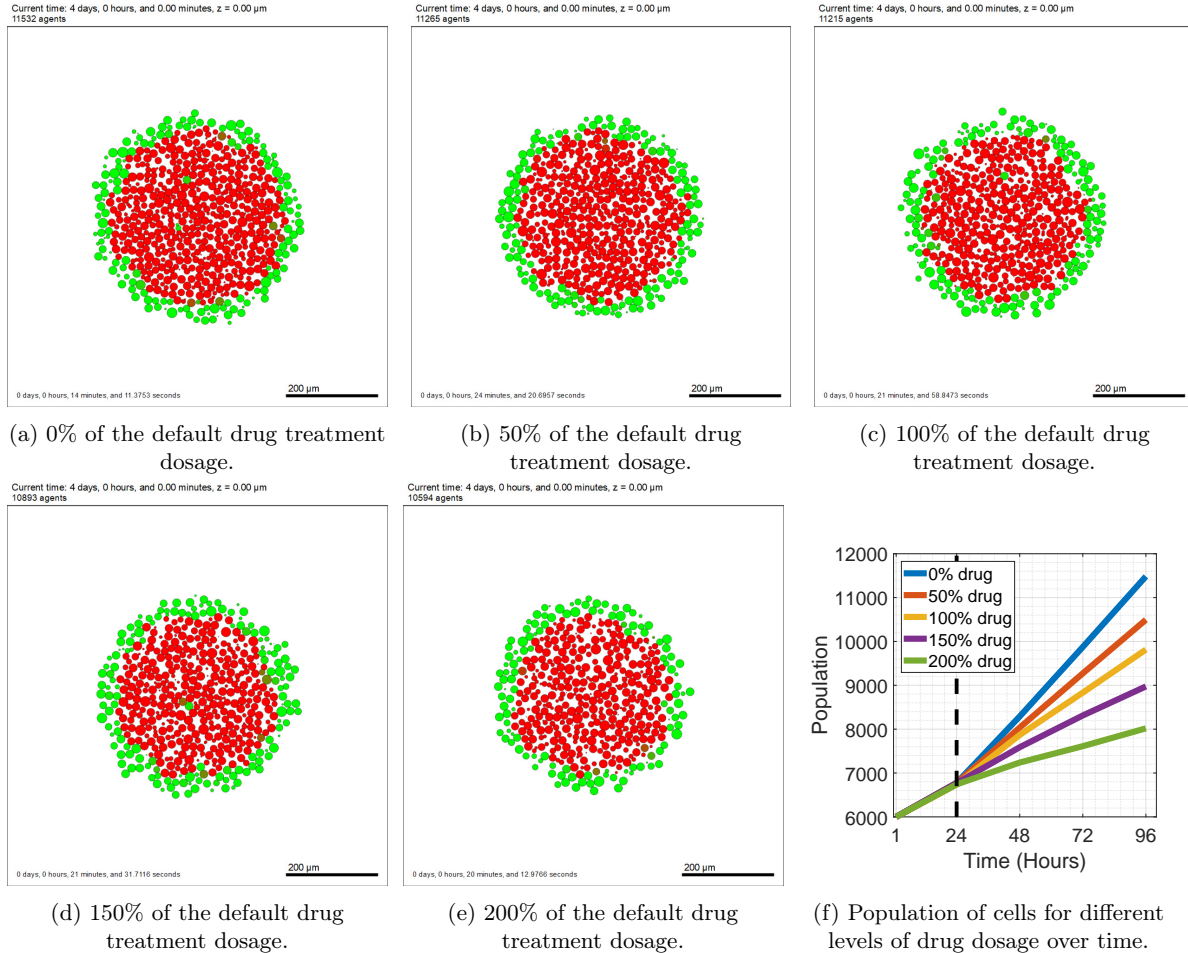 Current time: 4 days, 0 hours, and 0.00 minutes, z = 0.00 µm
11532 agents
200 µm
0 days, 0 hours, 14 minutes, and 11.3753 seconds
(a) 0% of the default drug treatment
dosage.
Current time: 4 days, 0 hours, and 0.00 minutes, z = 0.00 µm
11265 agents
200 µm
0 days, 0 hours, 24 minutes, and 20.6957 seconds
(b) 50% of the default drug
treatment dosage.
Current time: 4 days, 0 hours, and 0.00 minutes, z = 0.00 µm
11215 agents
200 µm
0 days, 0 hours, 21 minutes, and 58.8473 seconds
(c) 100% of the default drug
treatment dosage.
Current time: 4 days, 0 hours, and 0.00 minutes, z = 0.00 µm
10893 agents
200 µm
0 days, 0 hours, 21 minutes, and 31.7116 seconds
(d) 150% of the default drug
treatment dosage.
Current time: 4 days, 0 hours, and 0.00 minutes, z = 0.00 µm
10594 agents
200 µm
0 days, 0 hours, 20 minutes, and 12.9766 seconds
(e) 200% of the default drug
treatment dosage.
12000
11000
10000
9000
8000
7000
6000
Population
0% drug
50% drug
100% drug
150% drug
200% drug
1 24 48 72 96
Time (Hours)
(f) Population of cells for different
levels of drug dosage over time.